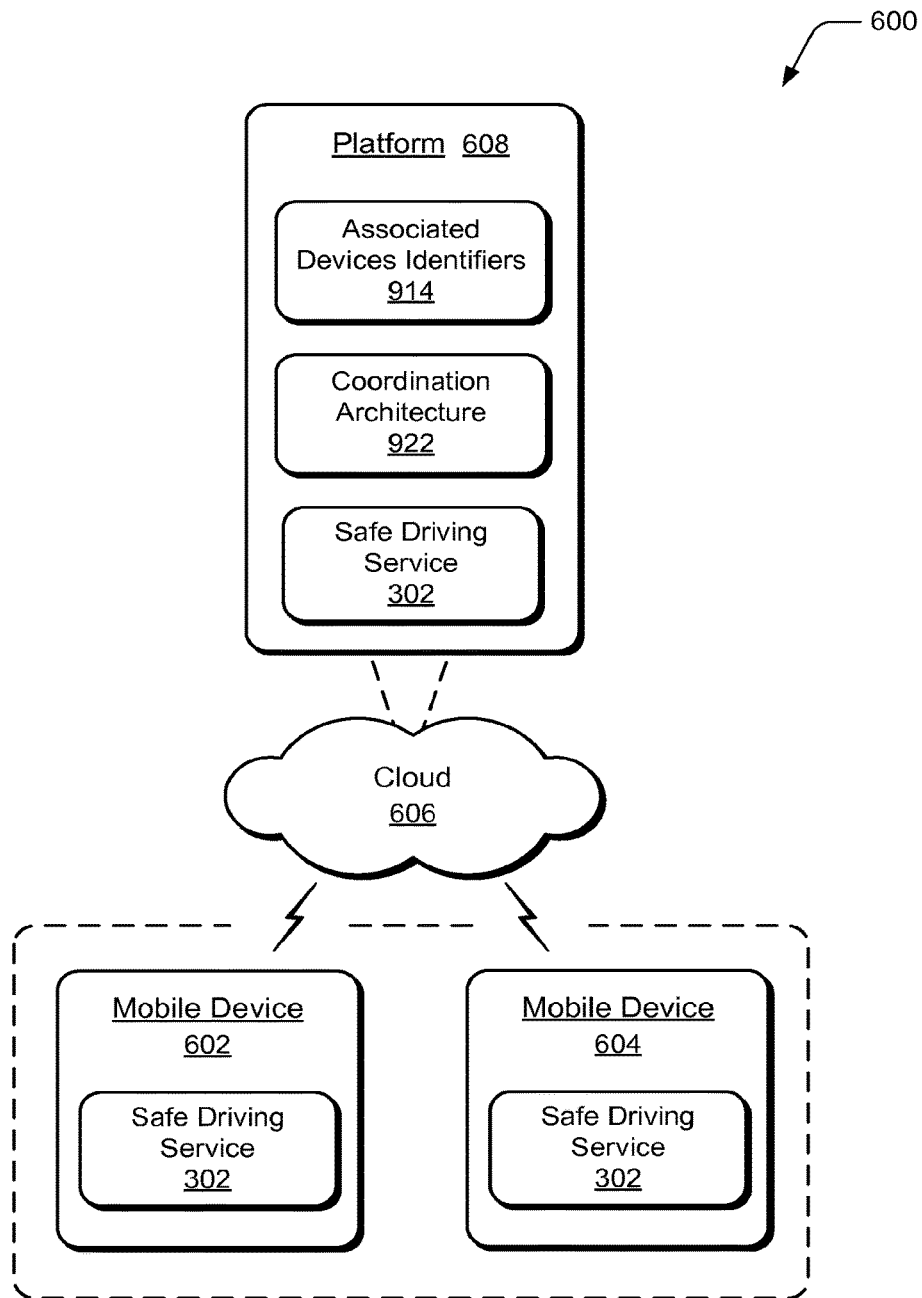 600
Platform 608
Associated
Devices Identifiers
914
Coordination
Architecture
922
Safe Driving
Service
302
Cloud
606
Mobile Device
602
Safe Driving
Service
302
Mobile Device
604
Safe Driving
Service
302